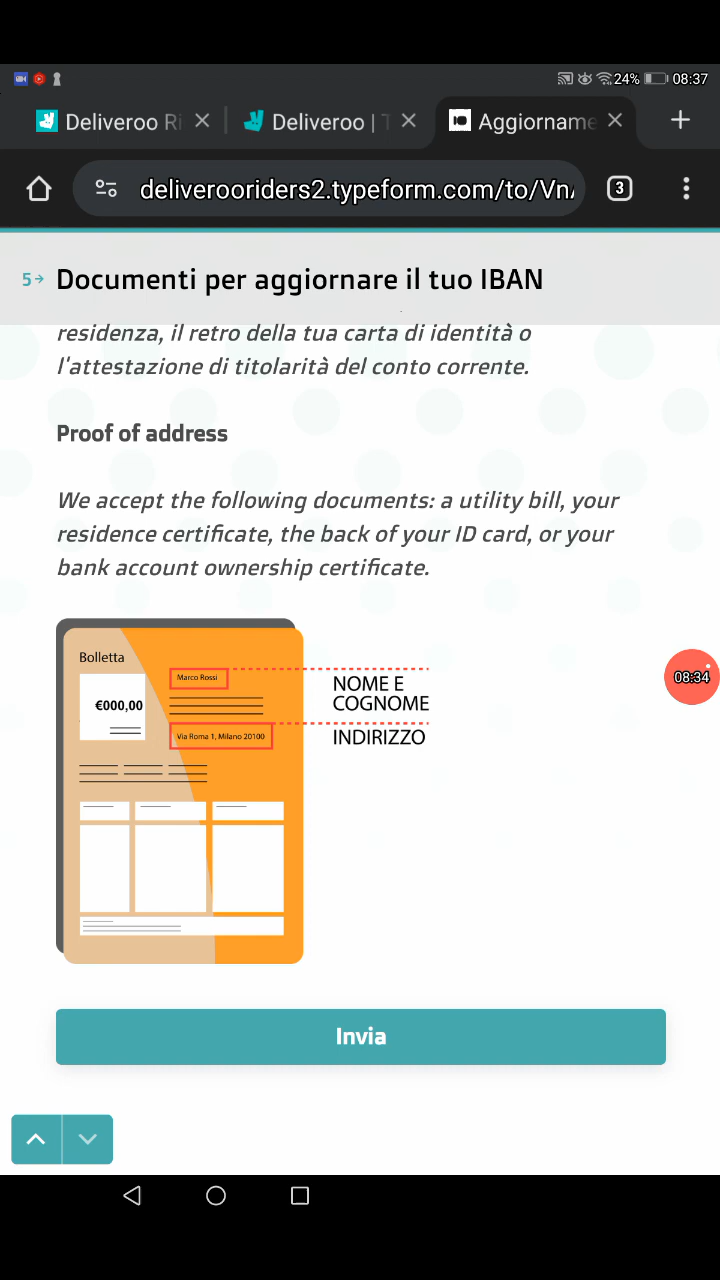 24% 08:37
Deliveroo Ri
Deliveroo | T
Aggiorname
deliverooriders2.typeform.com/to/Vn
3
5 Documenti per aggiornare il tuo IBAN
residenza, il retro della tua carta di identità o
l'attestazione di titolarità del conto corrente.
Proof of address
We accept the following documents: a utility bill, your
residence certificate, the back of your ID card, or your
bank account ownership certificate.
Bolletta
Marco Rossi
NOME E
COGNOME
€000,00
Via Roma 1, Milano 20100
INDIRIZZO
08:34
Invia